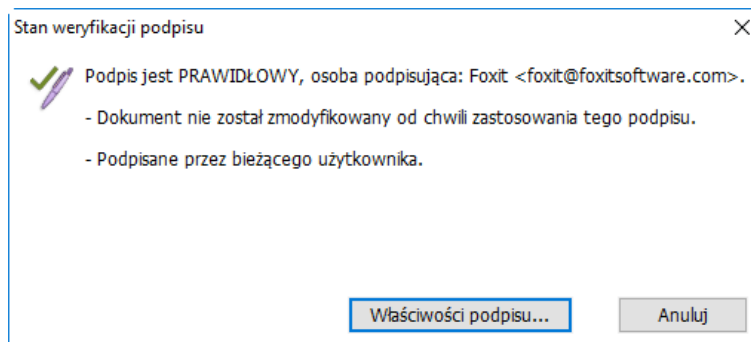 Stan weryfikacji podpisu
Podpis jest PRAWIDŁOWY, osoba podpisująca: Foxit <foxit@foxitsoftware.com>.
- Dokument nie został zmodyfikowany od chwili zastosowania tego podpisu.
- Podpisane przez bieżącego użytkownika.
Właściwości podpisu...
Anuluj